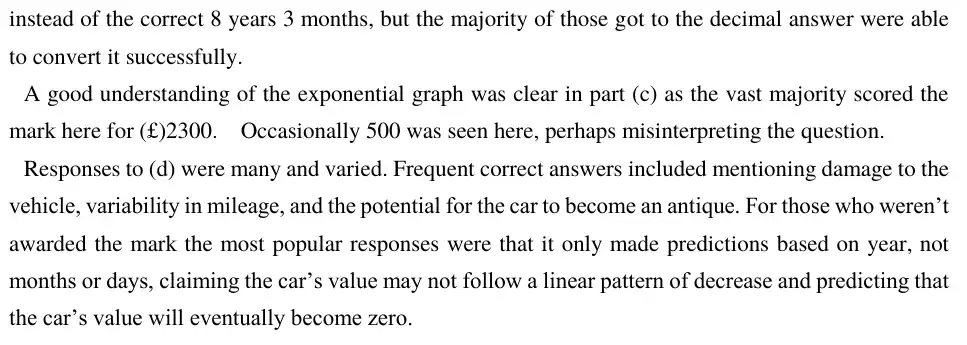 instead of the correct 8 years 3 months, but the majority of those got to the decimal answer were able
to convert it successfully.
A good understanding of the exponential graph was clear in part (c) as the vast majority scored the
mark here for (£)2300. Occasionally 500 was seen here, perhaps misinterpreting the question.
Responses to (d) were many and varied. Frequent correct answers included mentioning damage to the
vehicle, variability in mileage, and the potential for the car to become an antique. For those who weren’t
awarded the mark the most popular responses were that it only made predictions based on year, not
months or days, claiming the car’s value may not follow a linear pattern of decrease and predicting that
the car’s value will eventually become zero.